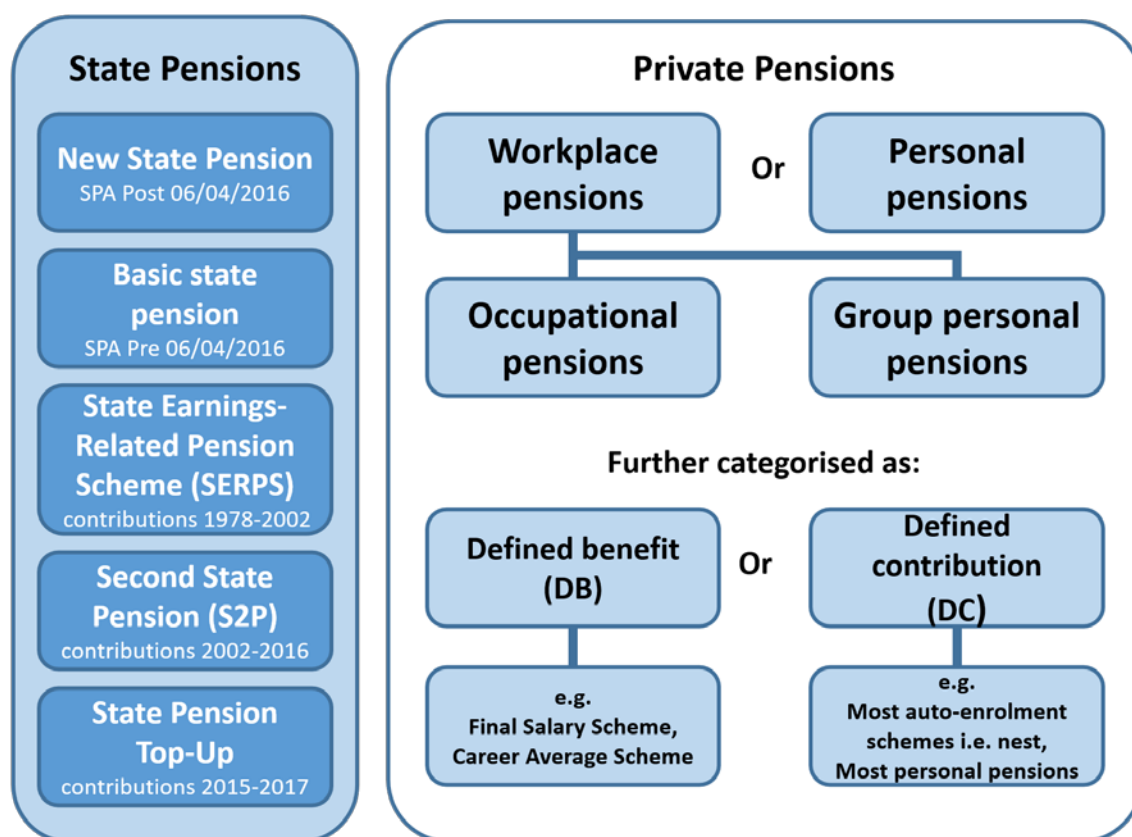 State Pensions
New State Pension
SPA Post 06/04/2016
Basic state
pension
SPA Pre 06/04/2016
State Earnings-
Related Pension
Scheme (SERPS)
contributions 1978-2002
Second State
Pension (S2P)
contributions 2002-2016
State Pension
Top-Up
contributions 2015-2017
Private Pensions
Workplace
pensions
Or
Personal
pensions
Occupational
pensions
Group personal
pensions
Further categorised as:
Defined benefit
(DB)
Or
Defined
contribution
(DC)
e.g.
Final Salary Scheme,
Career Average Scheme
e.g.
Most auto-enrolment
schemes i.e. nest,
Most personal pensions